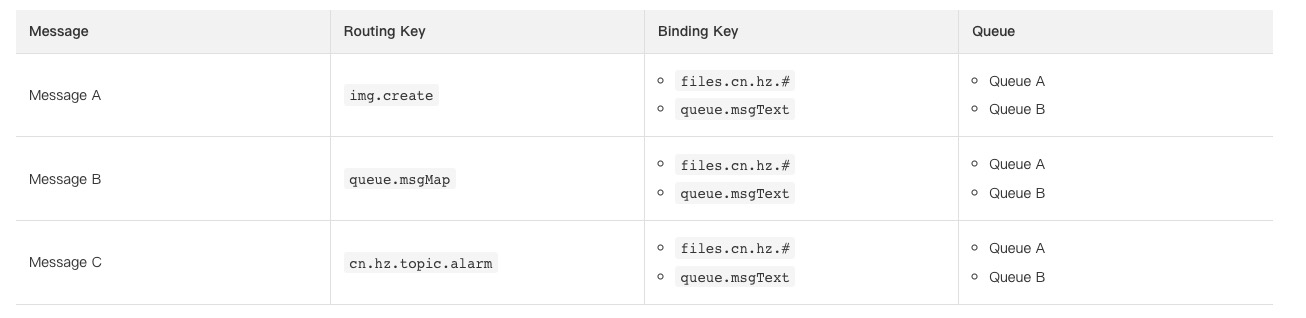 Message Routing Key Binding Key Queue
Message A img.create files.cn.hz.# Queue A
queue.msgText Queue B
Message B queue.msgMap files.cn.hz.# Queue A
queue.msgText Queue B
Message C cn.hz.topic.alarm files.cn.hz.# Queue A
queue.msgText Queue B